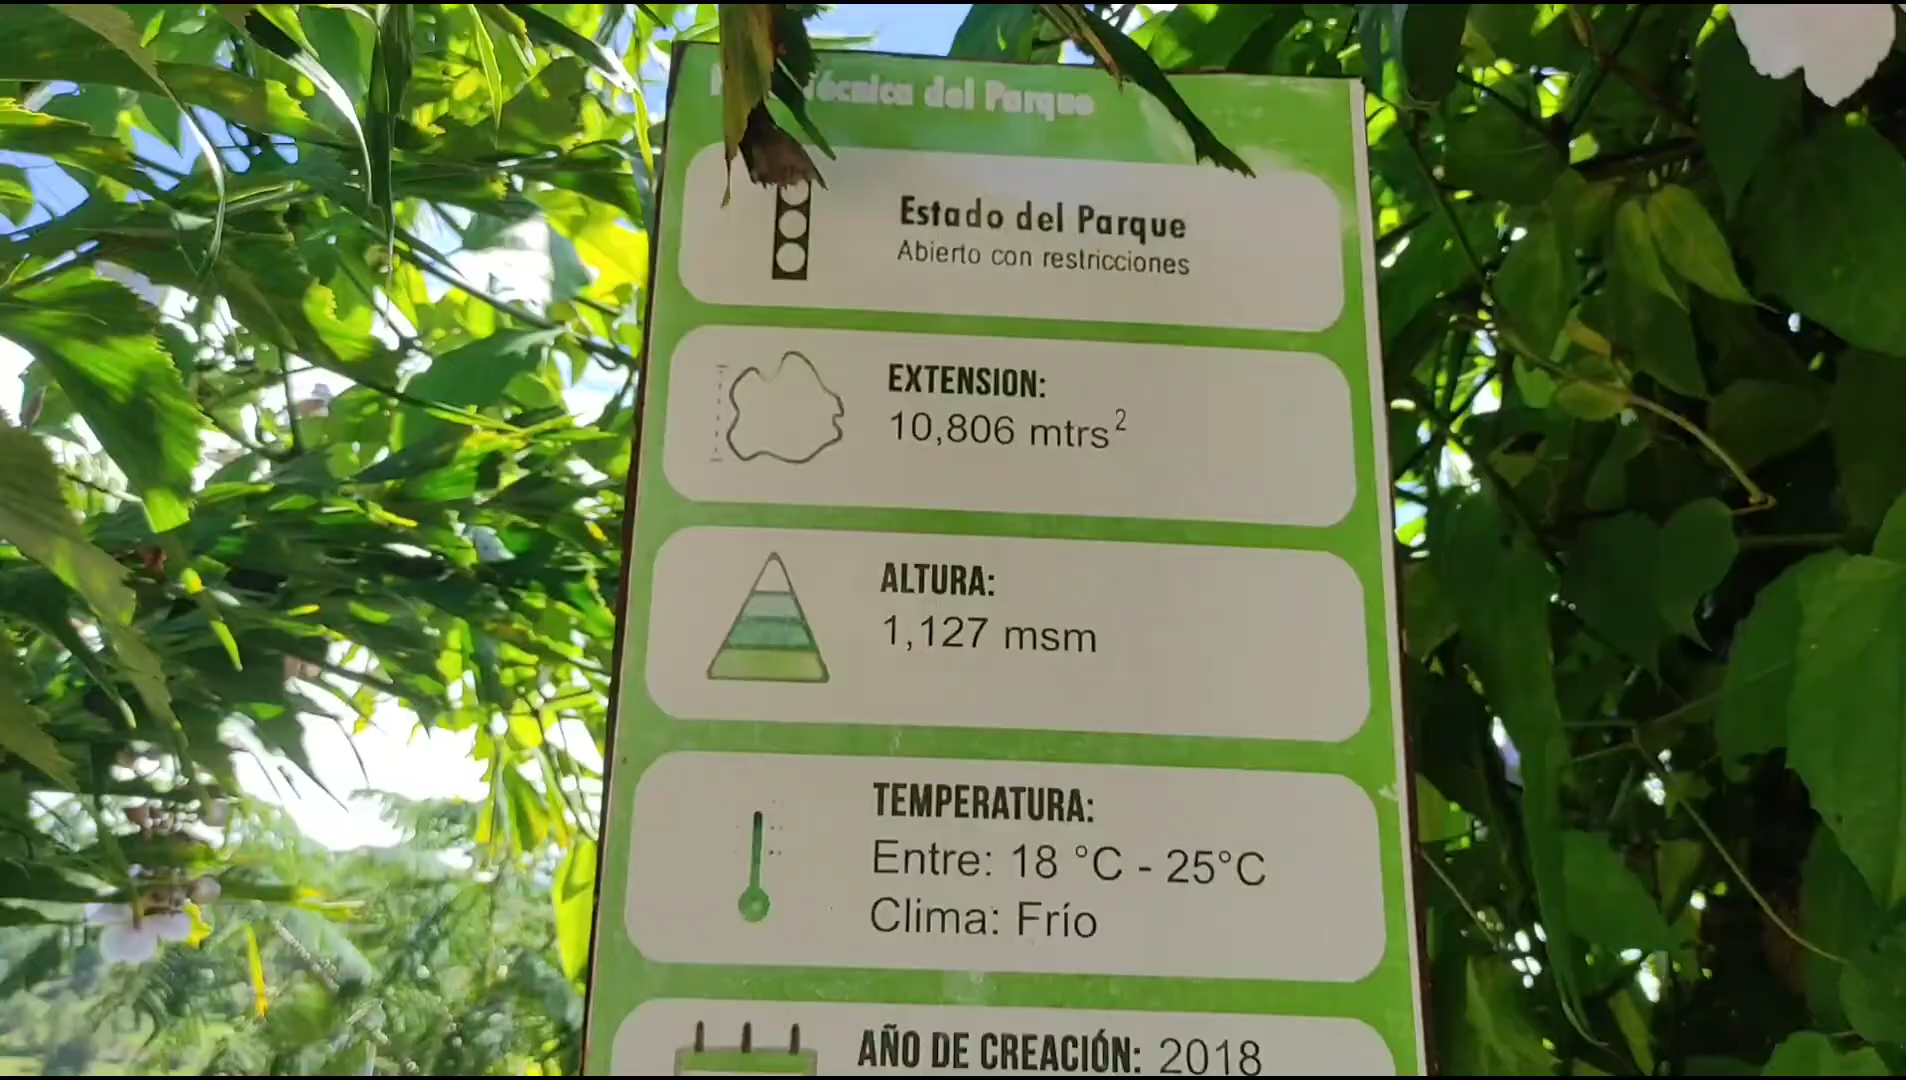 Técnica del Parque
Estado del Parque
Abierto con restricciones
EXTENSION:
10,806 mtrs²
ALTURA:
1,127 msm
TEMPERATURA:
Entre: 18 °C - 25°C
Clima: Frío
AÑO DE CREACIÓN: 2018